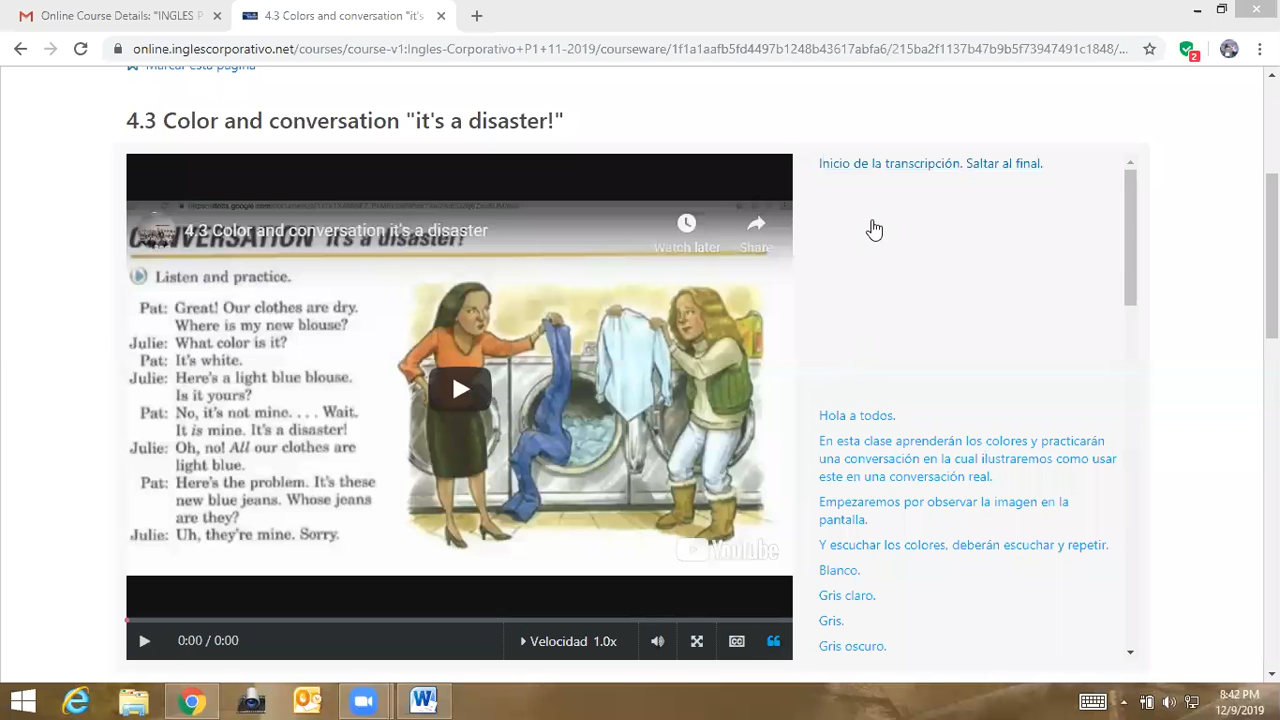 Online Course Details: "INGLES P
4.3 Colors and conversation "it's
online.inglescorporativo.net/courses/course-v1:Ingles-Corporativo+P1+11-2019/courseware/1f1a1aafb5fd4497b1248b43617abfa6/215ba2f1137b47b9b5f73947491c1848/...
2
Marcar esta página
4.3 Color and conversation "it's a disaster!"
Inicio de la transcripción. Saltar al final.
4.3 Color and conversation it's a disaster
CONVERSATION It's a disaster!
Watch later
Share
Listen and practice.
Pat: Great! Our clothes are dry.
Where is my new blouse?
Julie: What color is it?
Pat: It's white.
Julie: Here's a light blue blouse.
Is it yours?
Pat: No, it's not mine. . . . Wait.
It is mine. It's a disaster!
Julie: Oh, no! All our clothes are
light blue.
Pat: Here's the problem. It's these
new blue jeans. Whose jeans
are they?
Julie: Uh, they're mine. Sorry.
YouTube
Hola a todos.
En esta clase aprenderán los colores y practicarán
una conversación en la cual ilustraremos como usar
este en una conversación real.
Empezaremos por observar la imagen en la
pantalla.
Y escuchar los colores, deberán escuchar y repetir.
Blanco.
Gris claro.
Gris.
Gris oscuro.
0:00 / 0:00
Velocidad 1.0x
8:42 PM
12/9/2019